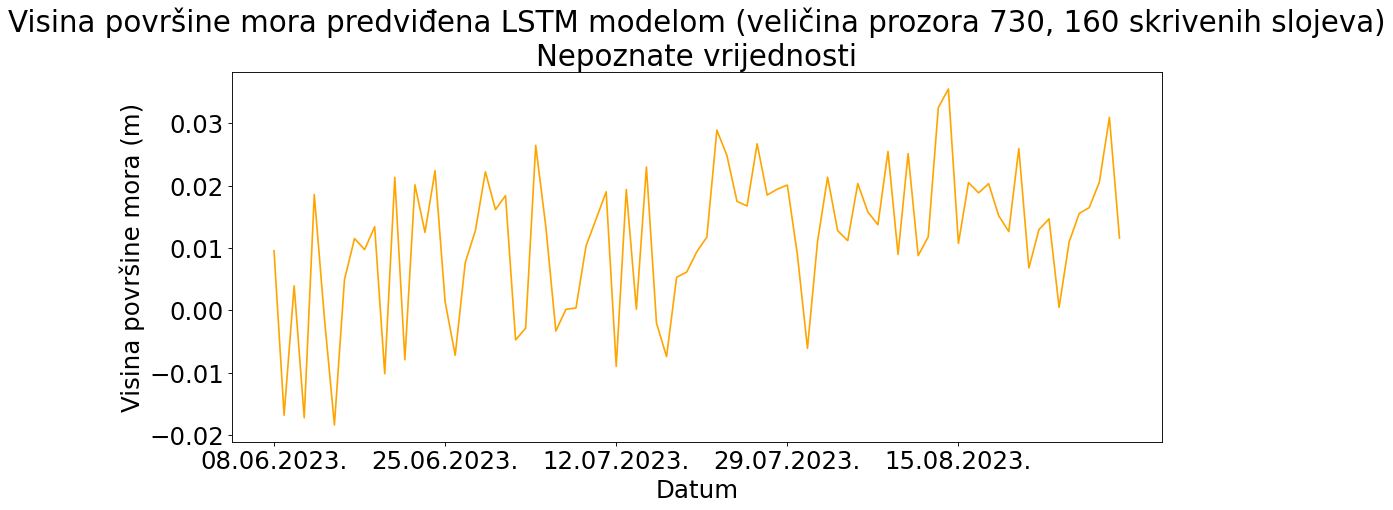 Visina površine mora predviđena LSTM modelom (veličina prozora 730, 160 skrivenih slojeva)
Nepoznate vrijednosti
Visina površine mora (m)
0.03
0.02
0.01
0.00
−0.01
−0.02
08.06.2023. 25.06.2023. 12.07.2023. 29.07.2023. 15.08.2023.
Datum